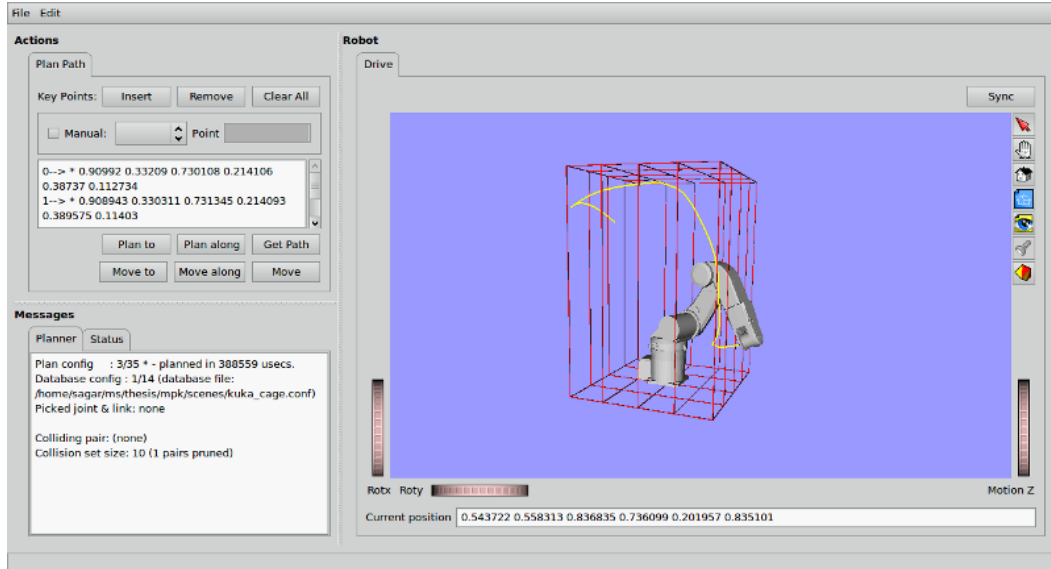 File Edit
Actions
Plan Path
Key Points: Insert Remove Clear All
Manual: Point
0--> * 0.90992 0.33209 0.730108 0.214106
0.38737 0.112734
1--> * 0.908943 0.330311 0.731345 0.214093
0.389575 0.11403
Plan to Plan along Get Path
Move to Move along Move
Messages
Planner Status
Plan config : 3/35 * - planned in 388559 usecs.
Database config : 1/14 (database file:
/home/sagar/ms/thesis/mpk/scenes/kuka_cage.conf)
Picked joint & link: none
Colliding pair: (none)
Collision set size: 10 (1 pairs pruned)
Robot
Drive
Sync
Rotx Roty Motion Z
Current position 0.543722 0.558313 0.836835 0.736099 0.201957 0.835101